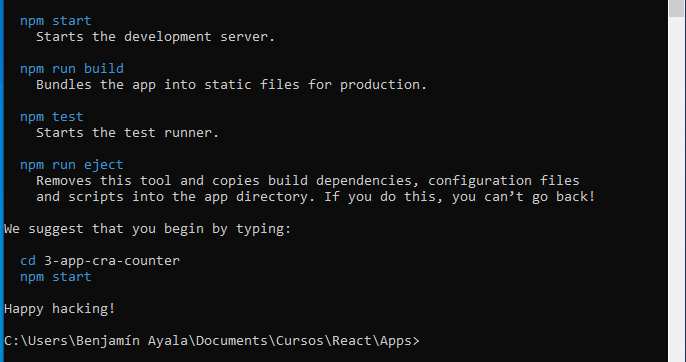 npm start
Starts the development server.
npm run build
Bundles the app into static files for production.
npm test
Starts the test runner.
npm run eject
Removes this tool and copies build dependencies, configuration files
and scripts into the app directory. If you do this, you can’t go back!
We suggest that you begin by typing:
cd 3-app-cra-counter
npm start
Happy hacking!
C:\Users\Benjamín Ayala\Documents\Cursos\React\Apps>